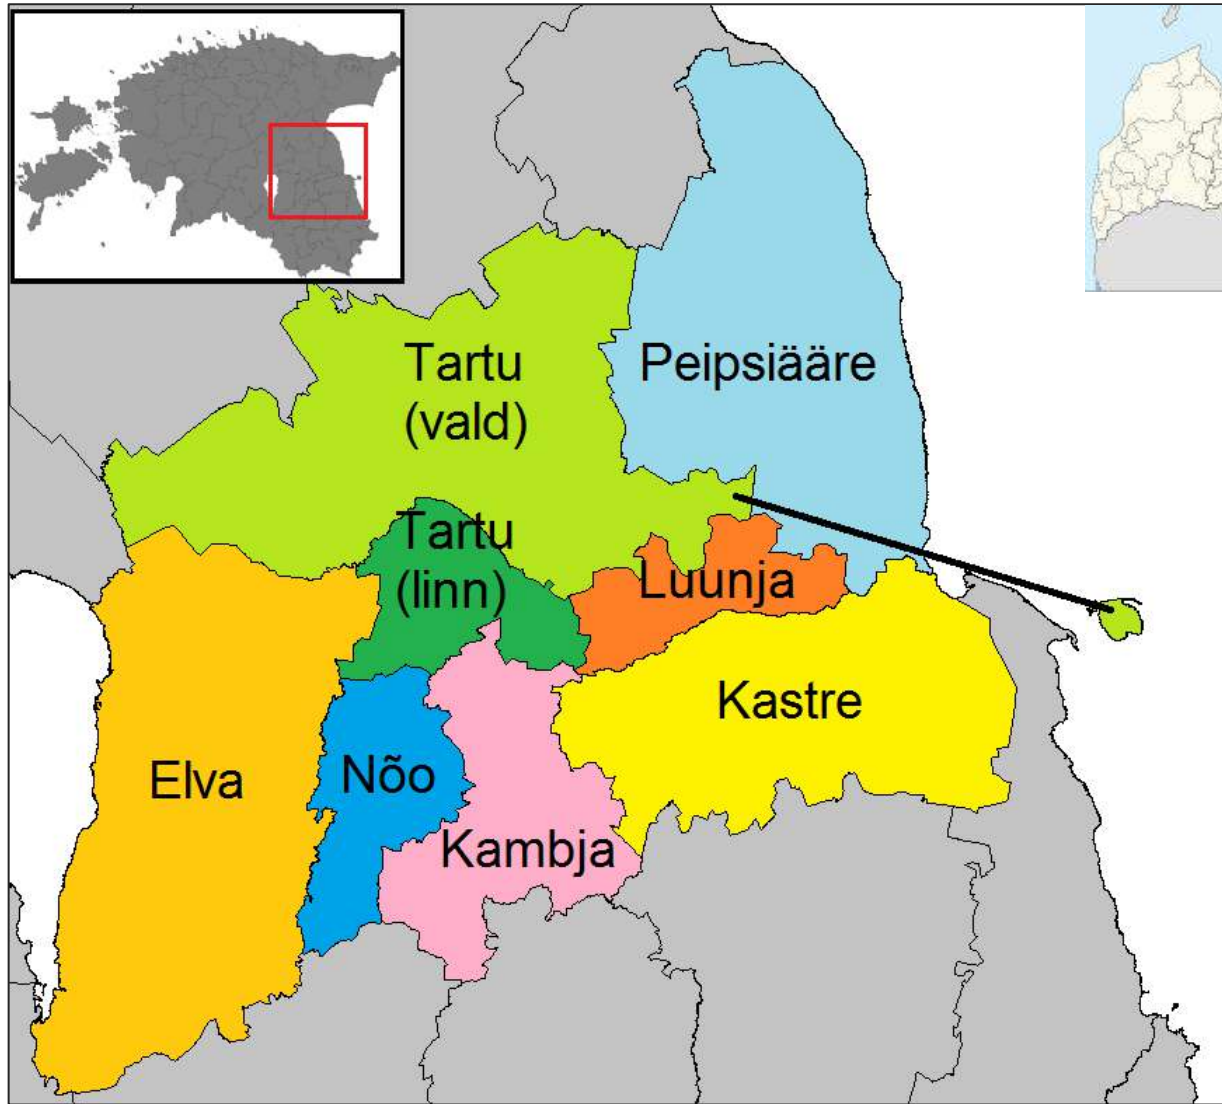 Tartu
(vald)
Peipsiääre
Tartu
(linn)
Luunja
Kastre
Elva
Nõo
Kambja